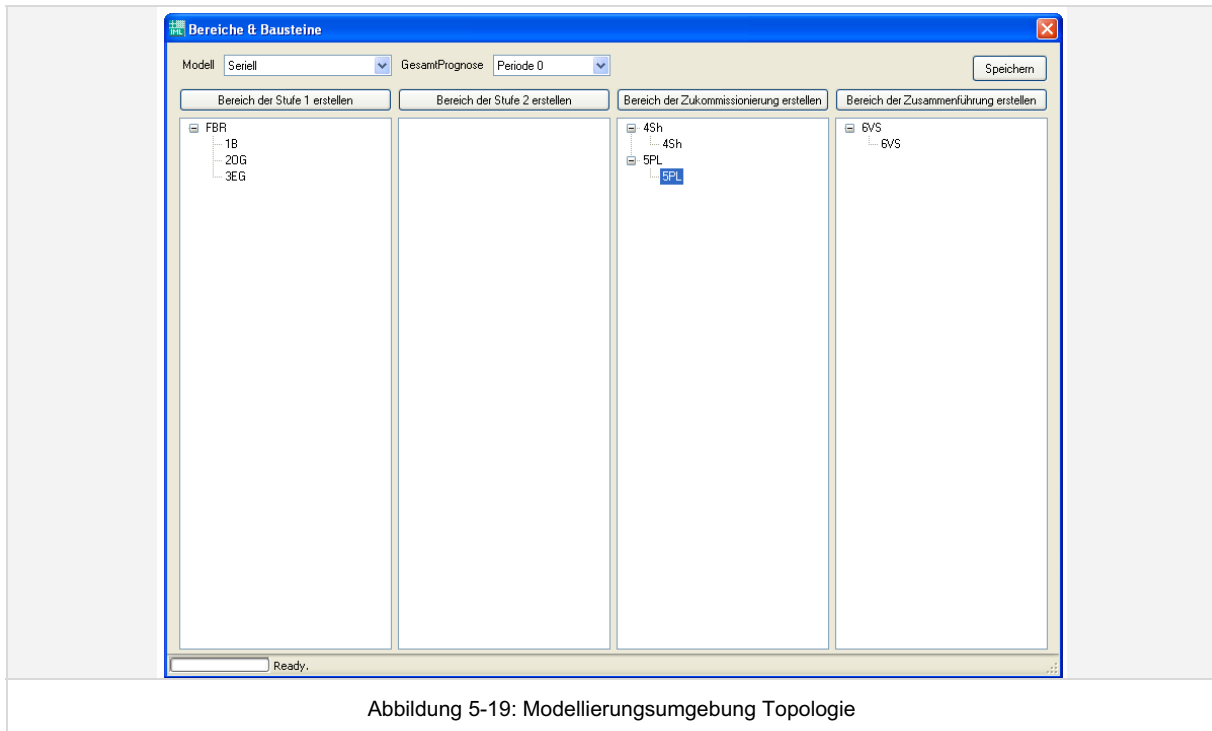 IML Bereiche & Bausteine
Modell Seriell GesamtPrognose Periode 0 Speichern
Bereich der Stufe 1 erstellen Bereich der Stufe 2 erstellen Bereich der Zukommissionierung erstellen Bereich der Zusammenführung erstellen
FBR
1B
2OG
3EG
4Sh
4Sh
5PL
5PL
6VS
6VS
Ready.
Abbildung 5-19: Modellierungsumgebung Topologie